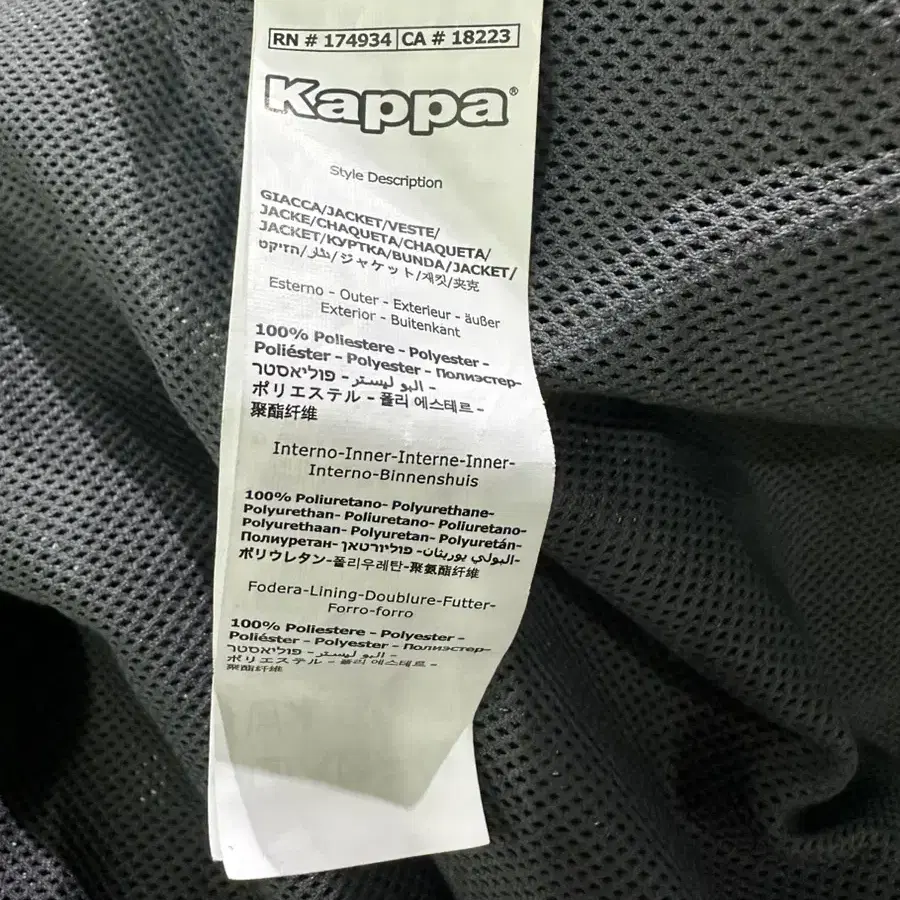 RN # 174934 CA # 18223
Kappa®
Style Description
GIACCA/JACKET/VESTE/
JACKE/CHAQUETA/CHAQUETA/
JACKET/КУРТКА/BUNDA/JACKET/
ジャケット/재킷/夹克
Esterno - Outer - Exterieur - äußer
Exterior - Buitenkant
100% Poliestere - Polyester -
Poliéster - Polyester - Полиэстер-
פוליאסטר - البو ليستر -
ポリエステル - 폴리 에스테르 -
聚酯纤维
Interno-Inner-Interne-Inner-
Interno-Binnenshuis
100% Poliuretano- Polyurethane-
Polyurethan- Poliuretano- Poliuretano-
Polyurethaan- Polyuretan- Polyuretán-
Полиуретан- פוליורטאן -البولي يوريثان-
ポリウレタン-폴리우레탄-聚氨酯纤维
Fodera-Lining-Doublure-Futter-
Forro-forro
100% Poliestere - Polyester -
Poliéster - Polyester - Полиэстер-
פוליאסטר - البو ليستر -
ポリエステル - 폴리 에스테르 -
聚酯纤维